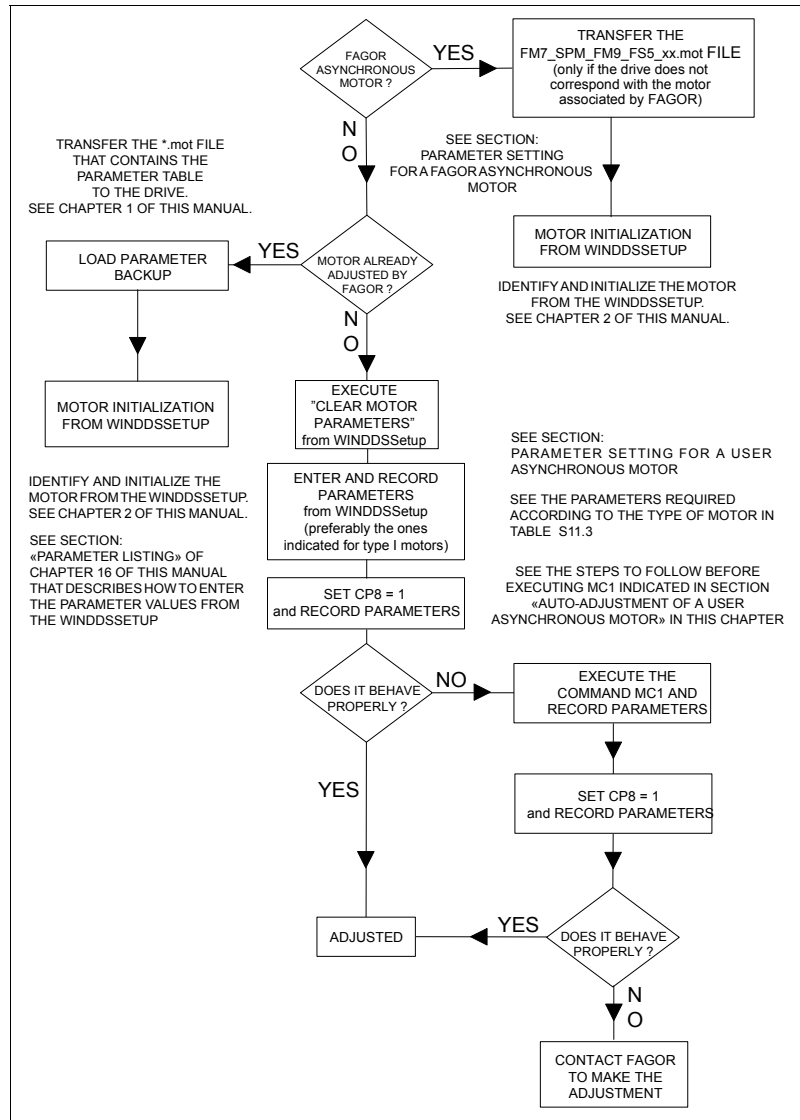 FAGOR
ASYNCHRONOUS
MOTOR ?
YES
TRANSFER THE
FM7_SPM_FM9_FS5_xx.mot FILE
(only if the drive does not
correspond with the motor
associated by FAGOR)
N
O
SEE SECTION:
PARAMETER SETTING
FOR A FAGOR ASYNCHRONOUS
MOTOR
TRANSFER THE *.mot FILE
THAT CONTAINS THE
PARAMETER TABLE
TO THE DRIVE.
SEE CHAPTER 1 OF THIS MANUAL.
MOTOR INITIALIZATION
FROM WINDDSSETUP
IDENTIFY AND INITIALIZE THE MOTOR
FROM THE WINDDSSETUP.
SEE CHAPTER 2 OF THIS MANUAL.
MOTOR ALREADY
ADJUSTED BY
FAGOR ?
YES
LOAD PARAMETER
BACKUP
N
O
MOTOR INITIALIZATION
FROM WINDDSSETUP
IDENTIFY AND INITIALIZE THE
MOTOR FROM THE WINDDSSETUP.
SEE CHAPTER 2 OF THIS MANUAL.
SEE SECTION:
«PARAMETER LISTING» OF
CHAPTER 16 OF THIS MANUAL
THAT DESCRIBES HOW TO ENTER
THE PARAMETER VALUES FROM
THE WINDDSSETUP
EXECUTE
”CLEAR MOTOR
PARAMETERS”
from WINDDSSetup
ENTER AND RECORD
PARAMETERS
from WINDDSSetup
(preferably the ones
indicated for type I motors)
SET CP8 = 1
and RECORD PARAMETERS
SEE SECTION:
PARAMETER SETTING FOR A USER
ASYNCHRONOUS MOTOR
SEE THE PARAMETERS REQUIRED
ACCORDING TO THE TYPE OF MOTOR IN
TABLE S11.3
SEE THE STEPS TO FOLLOW BEFORE
EXECUTING MC1 INDICATED IN SECTION
«AUTO-ADJUSTMENT OF A USER
ASYNCHRONOUS MOTOR» IN THIS CHAPTER
DOES IT BEHAVE
PROPERLY ?
NO
EXECUTE THE
COMMAND MC1 AND
RECORD PARAMETERS
YES
SET CP8 = 1
and RECORD PARAMETERS
ADJUSTED
YES
DOES IT BEHAVE
PROPERLY ?
N
O
CONTACT FAGOR
TO MAKE THE
ADJUSTMENT